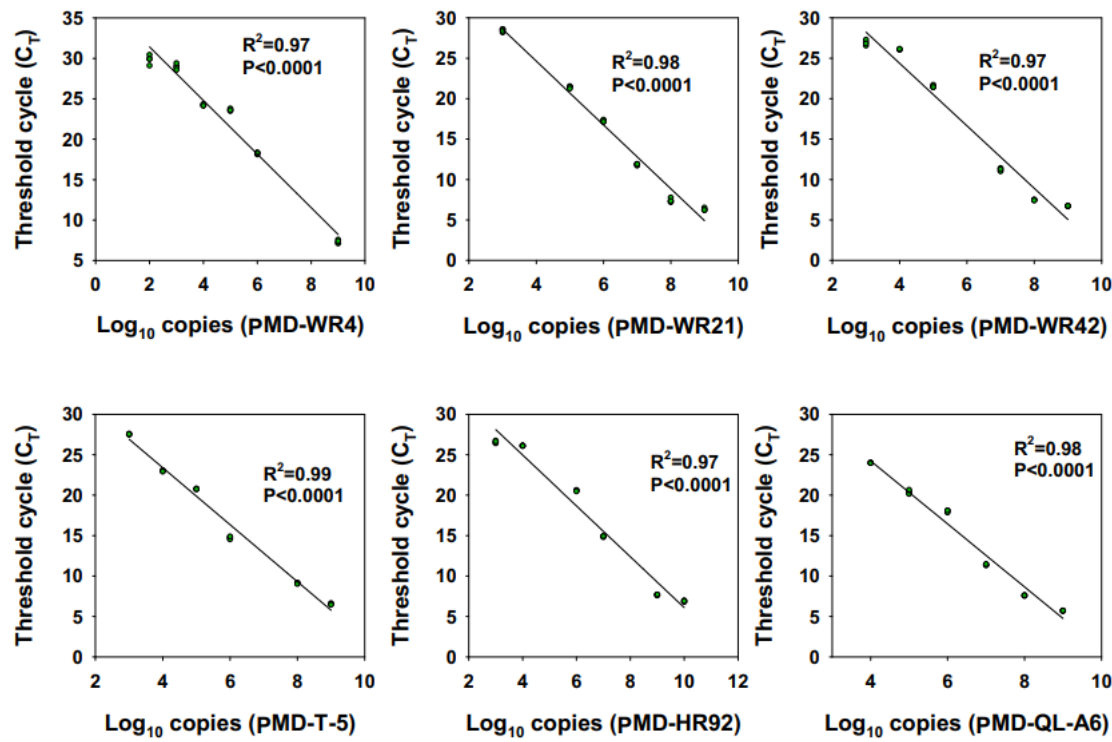 Threshold cycle (CT)
35
30
25
20
15
10
5
0 2 4 6 8 10
R2=0.97
P<0.0001
Log10 copies (PMD-WR4)
Threshold cycle (CT)
30
25
20
15
10
5
0
2 4 6 8 10
R2=0.98
P<0.0001
Log10 copies (PMD-WR21)
Threshold cycle (CT)
30
25
20
15
10
5
0
2 4 6 8 10
R2=0.97
P<0.0001
Log10 copies (PMD-WR42)
Threshold cycle (CT)
30
25
20
15
10
5
0
2 4 6 8 10
R2=0.99
P<0.0001
Log10 copies (PMD-T-5)
Threshold cycle (CT)
30
25
20
15
10
5
0
2 4 6 8 10 12
R2=0.97
P<0.0001
Log10 copies (PMD-HR92)
Threshold cycle (CT)
30
25
20
15
10
5
0
4 6 8 10
R2=0.98
P<0.0001
Log10 copies (PMD-QL-A6)